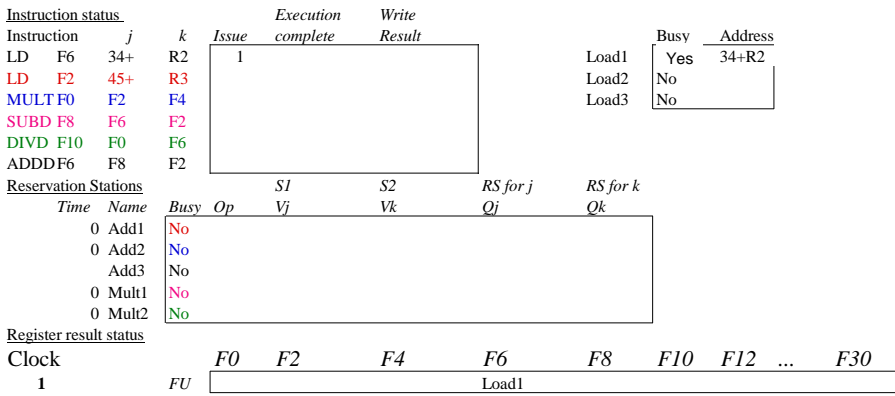 Instruction status Execution Write
Instruction j k Issue complete Result Busy Address
LD F6 34+ R2 1 Load1 Yes 34+R2
LD F2 45+ R3 Load2 No
MULT F0 F2 F4 Load3 No
SUBD F8 F6 F2
DIVD F10 F0 F6
ADDD F6 F8 F2
Reservation Stations S1 S2 RS for j RS for k
Time Name Busy Op Vj Vk Qj Qk
0 Add1 No
0 Add2 No
Add3 No
0 Mult1 No
0 Mult2 No
Register result status
Clock F0 F2 F4 F6 F8 F10 F12 ... F30
1 FU Load1